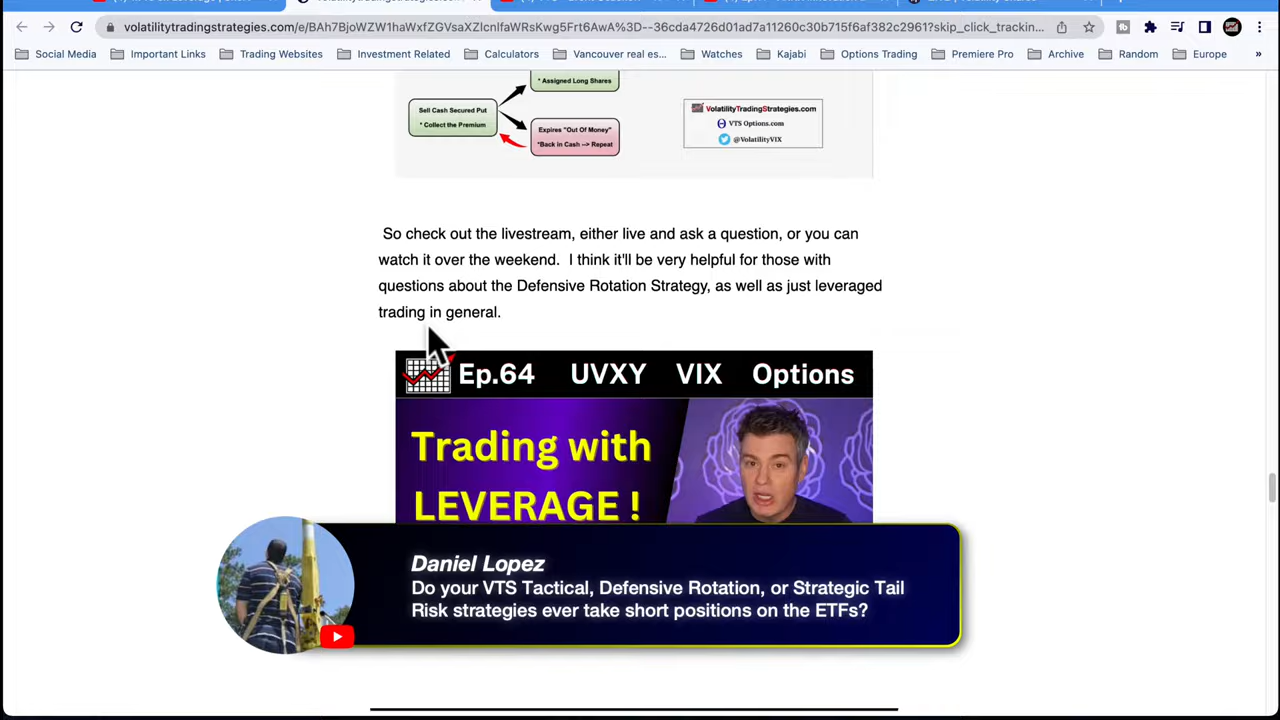 volatilitytradingstrategies.com/e/BAh7BjoWZW1haWxfZGVsaXZlcnlfaWRsKwg5Frt6AwA%3D--36cda4726d01ad7a11260c30b715f6af382c2961?skip_click_trackin...
Social Media
Important Links
Trading Websites
Investment Related
Calculators
Vancouver real es...
Watches
Kajabi
Options Trading
Premiere Pro
Archive
Random
Europe
* Assigned Long Shares
Sell Cash Secured Put
* Collect the Premium
Expires "Out Of Money"
*Back in Cash --> Repeat
VolatilityTradingStrategies.com
VTS Options.com
@VolatilityVIX
So check out the livestream, either live and ask a question, or you can
watch it over the weekend. I think it'll be very helpful for those with
questions about the Defensive Rotation Strategy, as well as just leveraged
trading in general.
Ep.64 UVXY VIX Options
Trading with
LEVERAGE !
Daniel Lopez
Do your VTS Tactical, Defensive Rotation, or Strategic Tail
Risk strategies ever take short positions on the ETFs?